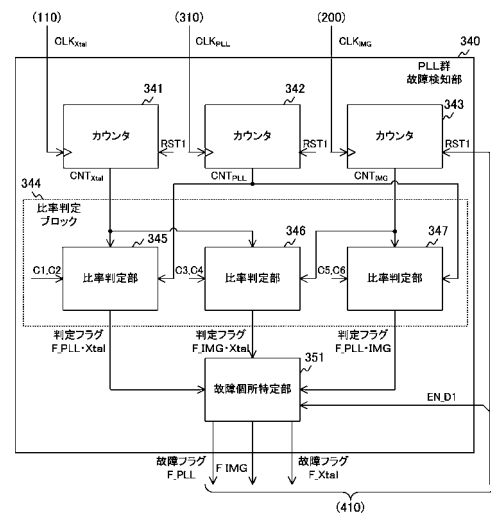 (110)
(310)
(200)
CLKXtal
CLKPLL
CLKIMG
340
PLL群
故障検知部
341
342
343
カウンタ
カウンタ
カウンタ
RST1
RST1
RST1
CNTXtal
CNTPLL
CNTIMG
344
比率判定
ブロック
345
346
347
C1,C2
比率判定部
C3,C4
比率判定部
C5,C6
比率判定部
判定フラグ
F_PLL・Xtal
判定フラグ
F_IMG・Xtal
判定フラグ
F_PLL・IMG
351
故障個所特定部
EN_D1
故障フラグ
F_PLL
F IMG
故障フラグ
F_Xtal
(410)